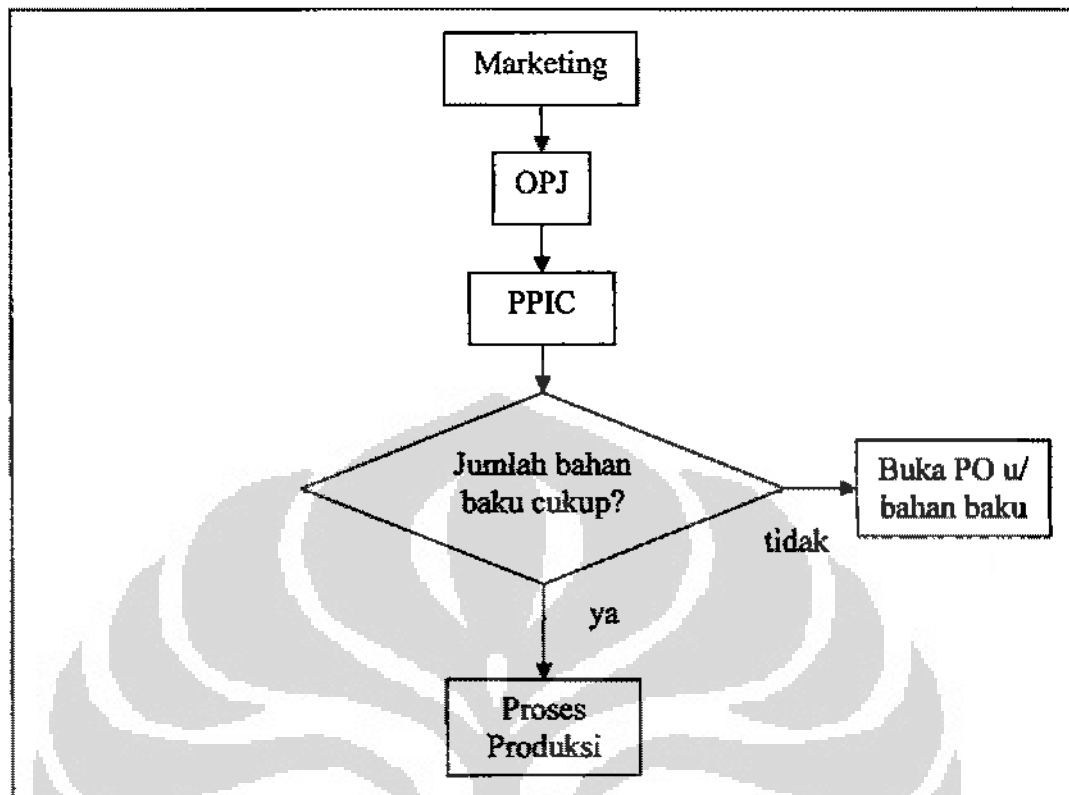 Marketing
OPJ
PPIC
Jumlah bahan
baku cukup?
Buka PO u/
bahan baku
tidak
ya
Proses
Produksi